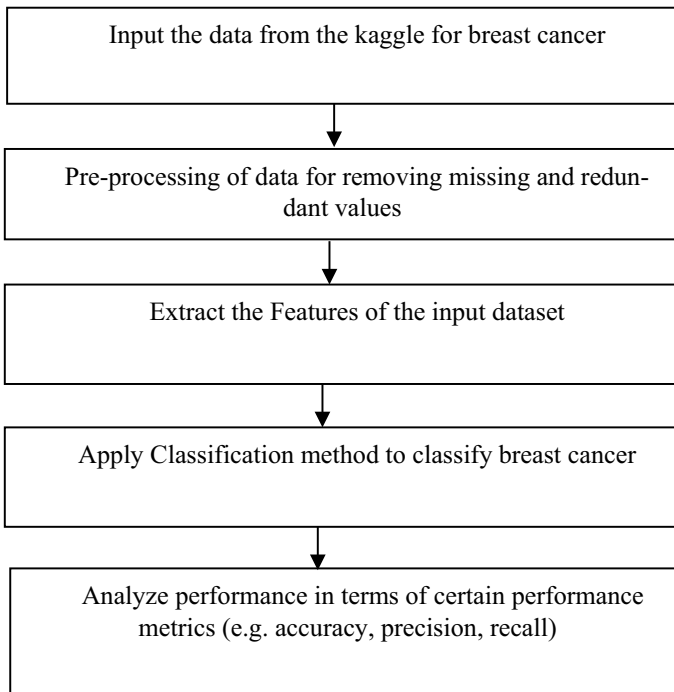 Input the data from the kaggle for breast cancer
Pre-processing of data for removing missing and redun-
dant values
Extract the Features of the input dataset
Apply Classification method to classify breast cancer
Analyze performance in terms of certain performance
metrics (e.g. accuracy, precision, recall)